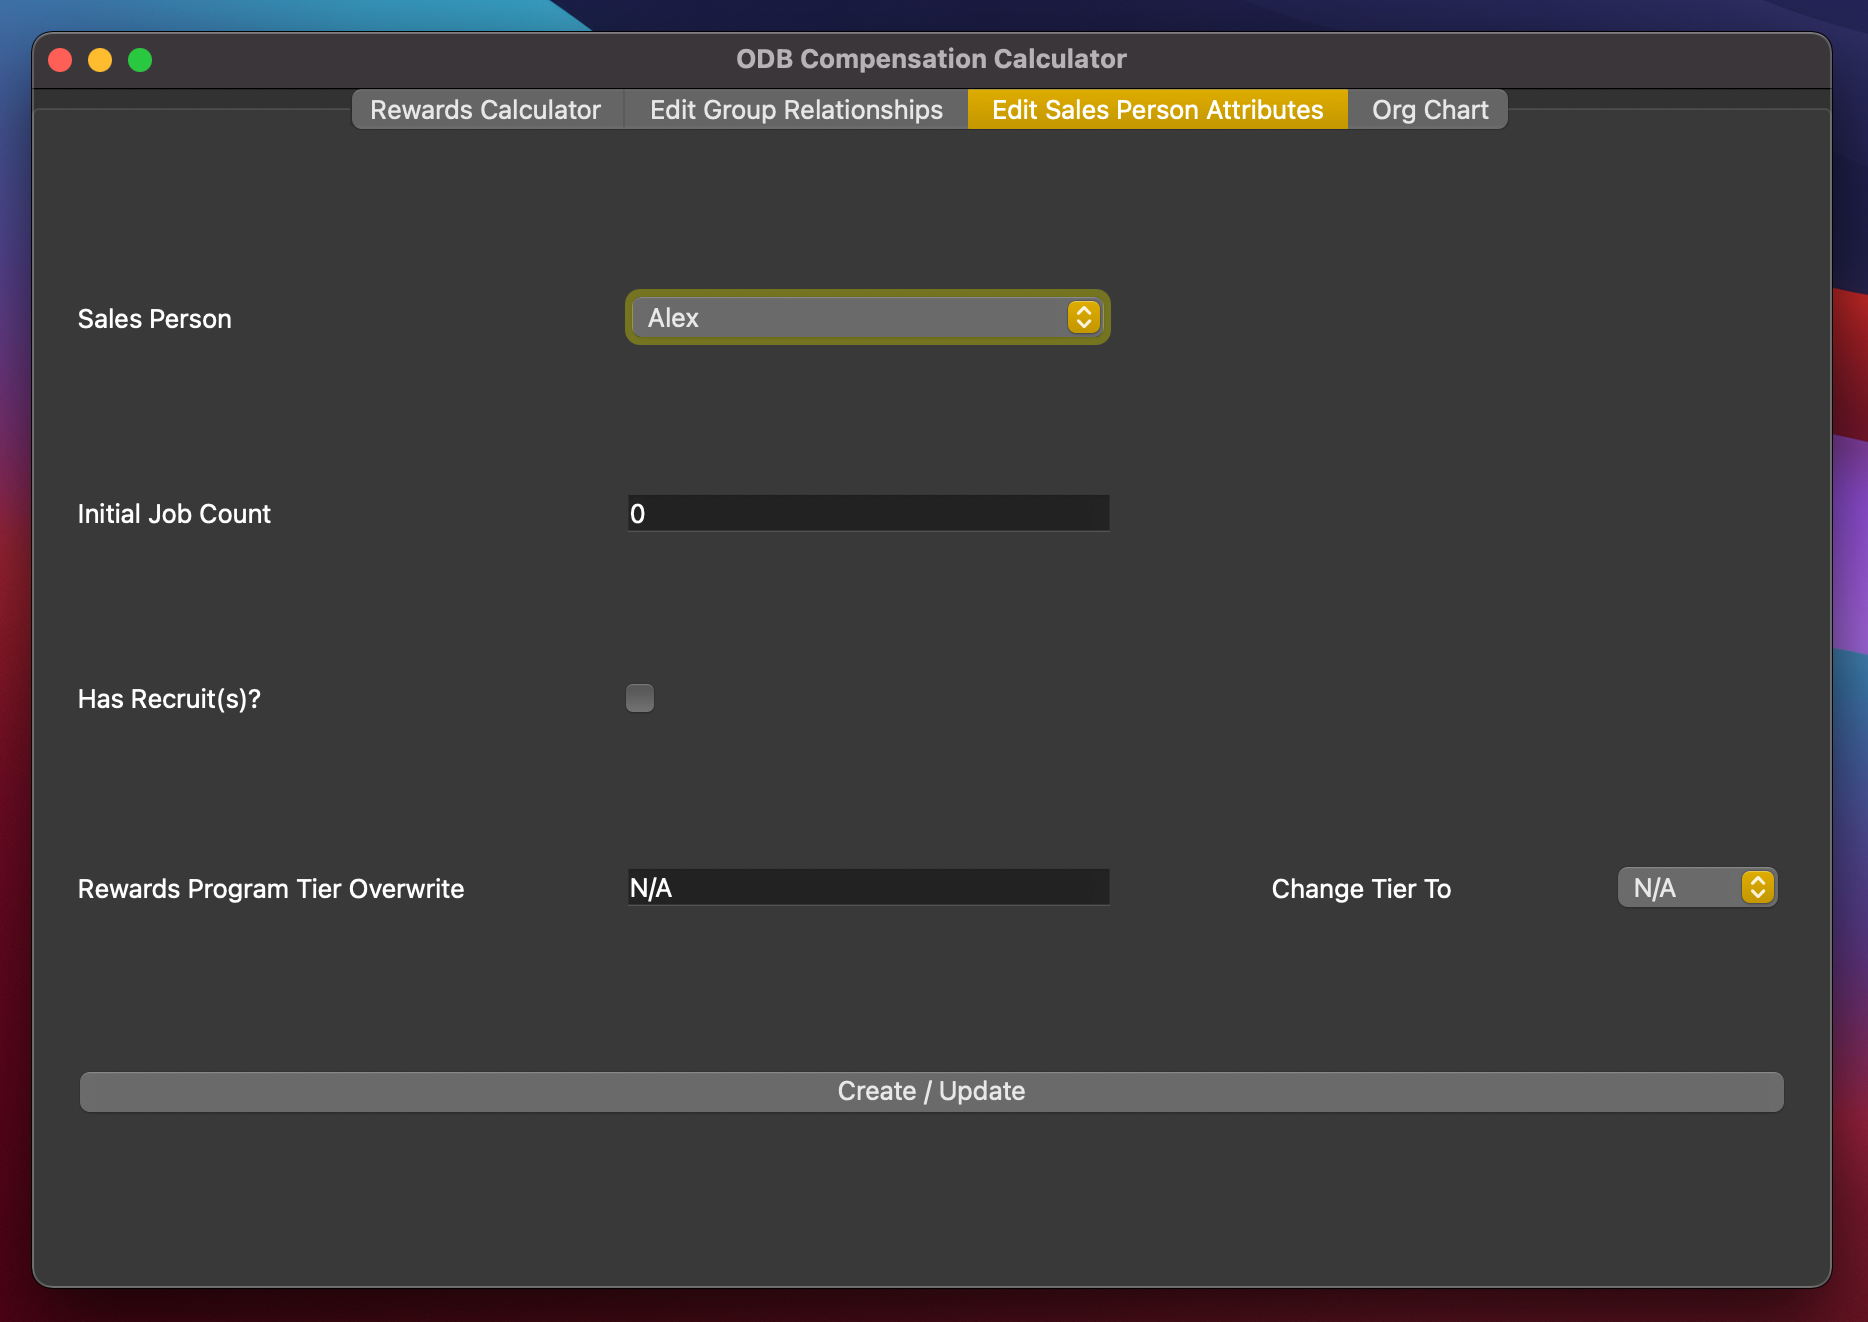 ODB Compensation Calculator
Rewards Calculator Edit Group Relationships Edit Sales Person Attributes Org Chart
Sales Person Alex
Initial Job Count 0
Has Recruit(s)?
Rewards Program Tier Overwrite N/A Change Tier To N/A
Create / Update